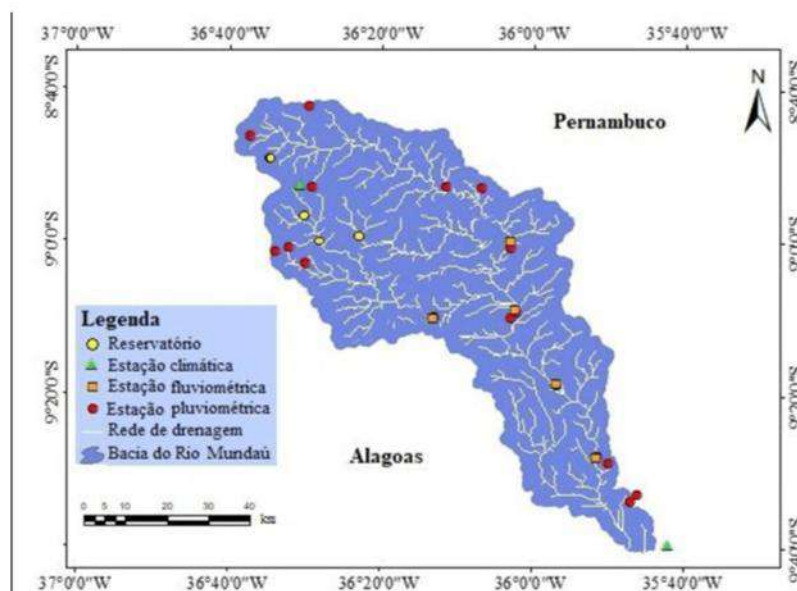 37°0'0"W 36°40'0"W 36°20'0"W 36°0'0"W 35°40'0"W
8°40'0"S
9°0'0"S
9°20'0"S
N
Pernambuco
Alagoas
Legenda
Reservatório
Estação climática
Estação fluviométrica
Estação pluviométrica
Rede de drenagem
Bacia do Rio Mundaú
0 5 10 20 30 40
km
37°0'0"W 36°40'0"W 36°20'0"W 36°0'0"W 35°40'0"W